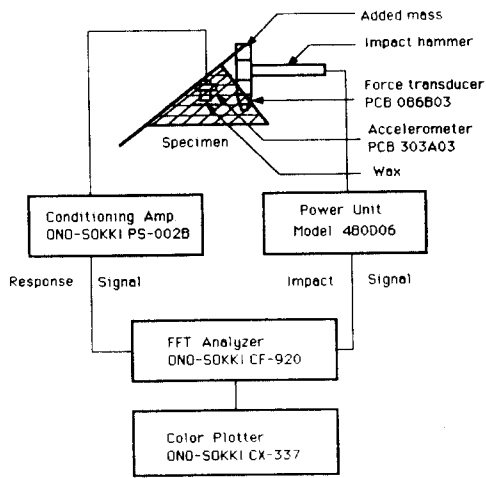 Added mass
Impact hammer
Force transducer
PCB 086B03
Accelerometer
PCB 303A03
Specimen
Wax
Conditioning Amp.
ONO-SOKKI PS-002B
Power Unit
Model 480D06
Response Signal
Impact Signal
FFT Analyzer
ONO-SOKKI CF-920
Color Plotter
ONO-SOKKI CX-337